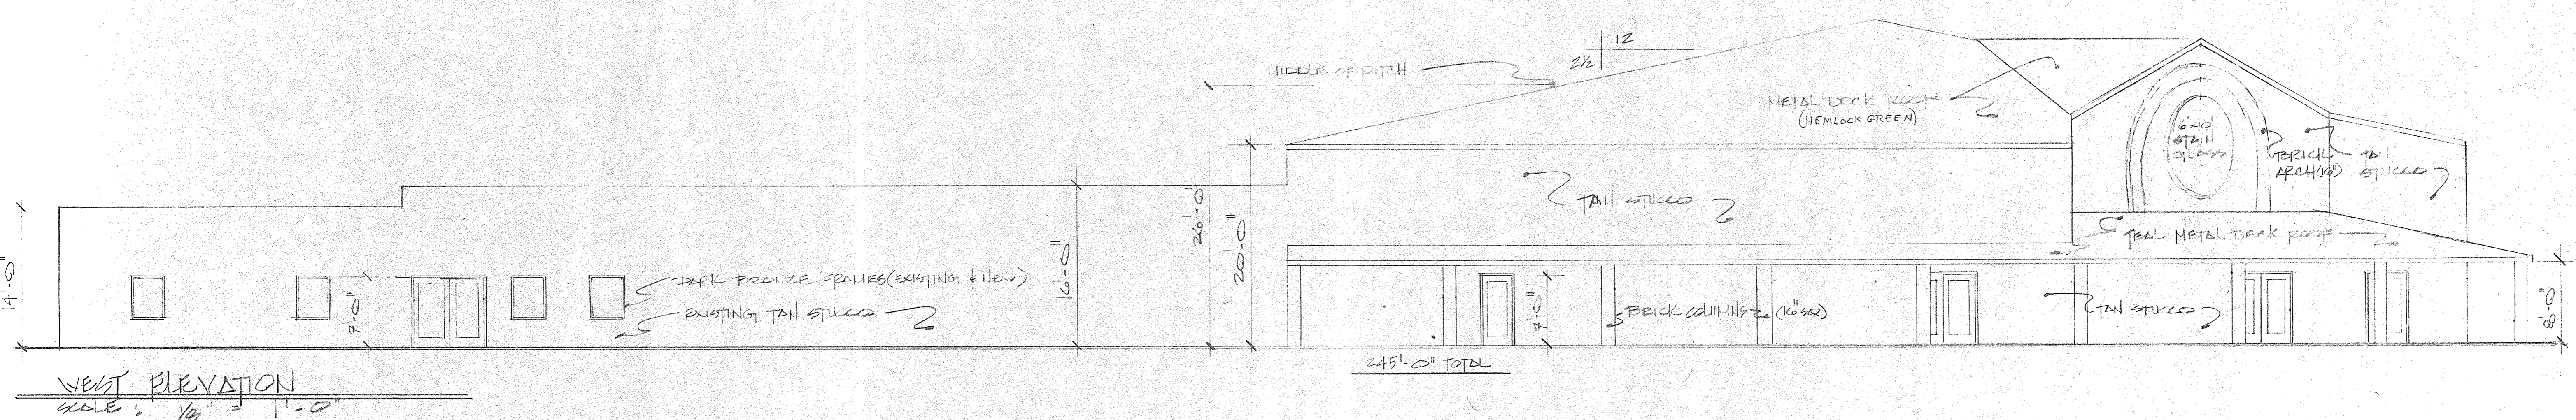 12
2½
MIDDLE OF PITCH
METAL DECK ROOF
(HEMLOCK GREEN)
6'x10'
STAIN
GLASS
BRICK
ARCH(16")
TAN
STUCCO
TAN STUCCO
TEAL METAL DECK ROOF
14'-0"
7'-0"
DARK BRONZE FRAMES (EXISTING & NEW)
EXISTING TAN STUCCO
16'-0"
26'-0"
20'-0"
7'-0"
BRICK COLUMNS (16" SQ)
TAN STUCCO
8'-0"
245'-0" TOTAL
WEST ELEVATION
SCALE: 1/8" = 1'-0"